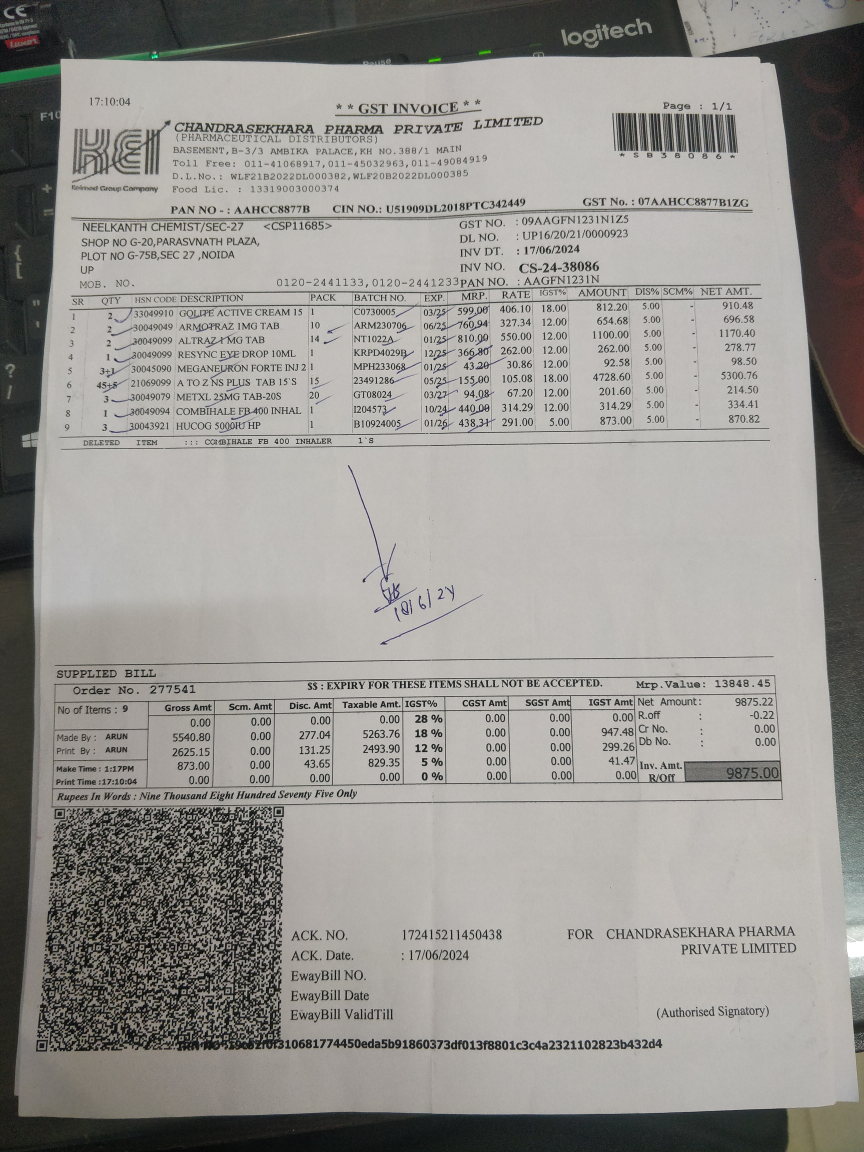 CE
logitech
Pause
F10
17:10:04
* * GST INVOICE * *
Page : 1/1
KEI
Kelmed Group Company
CHANDRASEKHARA PHARMA PRIVATE LIMITED
(PHARMACEUTICAL DISTRIBUTORS)
BASEMENT,B-3/3 AMBIKA PALACE,KH NO.388/1 MAIN
Toll Free: 011-41068917,011-45032963,011-49084919
D.L.No.: WLF21B2022DL000382,WLF20B2022DL000385
Food Lic. : 13319003000374
*SB38086*
PAN NO - : AAHCC8877B CIN NO.: U51909DL2018PTC342449 GST No. : 07AAHCC8877B1ZG
NEELKANTH CHEMIST/SEC-27 <CSP11685> GST NO. : 09AAGFN1231N1Z5
SHOP NO G-20,PARASVNATH PLAZA, DL NO. : UP16/20/21/0000923
PLOT NO G-75B,SEC 27 ,NOIDA INV DT. : 17/06/2024
UP INV NO. CS-24-38086
MOB. NO. 0120-2441133,0120-2441233 PAN NO. : AAGFN1231N
SR QTY HSN CODE DESCRIPTION PACK BATCH NO. EXP. MRP. RATE IGST% AMOUNT DIS% SCM% NET AMT.
1 2 33049910 GOLITE ACTIVE CREAM 15 1 C0730005 03/25 599.00 406.10 18.00 812.20 5.00 - 910.48
2 2 30049049 ARMOTRAZ 1MG TAB 10 ARM230706 06/25 760.94 327.34 12.00 654.68 5.00 - 696.58
3 2 30049099 ALTRAZ 1 MG TAB 14 NT1022A 01/25 810.00 550.00 12.00 1100.00 5.00 - 1170.40
4 1 30049099 RESYNC EYE DROP 10ML 1 KRPD4029B 12/25 366.80 262.00 12.00 262.00 5.00 - 278.77
5 3+1 30045090 MEGANEURON FORTE INJ 2 1 MPH233068 01/25 43.20 30.86 12.00 92.58 5.00 - 98.50
6 45+5 21069099 A TO Z NS PLUS TAB 15`S 15 23491286 05/25 155.00 105.08 18.00 4728.60 5.00 - 5300.76
7 3 30049079 METXL 25MG TAB-20S 20 GT08024 03/27 94.08 67.20 12.00 201.60 5.00 - 214.50
8 1 30049094 COMBIHALE FB 400 INHAL 1 I204573 10/24 440.00 314.29 12.00 314.29 5.00 - 334.41
9 3 30043921 HUCOG 5000IU HP 1 B10924005 01/26 438.31 291.00 5.00 873.00 5.00 - 870.82
DELETED ITEM ::: COMBIHALE FB 400 INHALER 1`S
18/6/24
SUPPLIED BILL
Order No. 277541 $$ : EXPIRY FOR THESE ITEMS SHALL NOT BE ACCEPTED. Mrp.Value: 13848.45
No of Items : 9 Gross Amt Scm. Amt Disc. Amt Taxable Amt. IGST% CGST Amt SGST Amt IGST Amt Net Amount: 9875.22
0.00 0.00 0.00 0.00 28 % 0.00 0.00 0.00 R.off : -0.22
Made By : ARUN 5540.80 0.00 277.04 5263.76 18 % 0.00 0.00 947.48 Cr No. : 0.00
Print By : ARUN 2625.15 0.00 131.25 2493.90 12 % 0.00 0.00 299.26 Db No. : 0.00
Make Time : 1:17PM 873.00 0.00 43.65 829.35 5 % 0.00 0.00 41.47 Inv. Amt.
Print Time :17:10:04 0.00 0.00 0.00 0.00 0 % 0.00 0.00 0.00 R/Off 9875.00
Rupees In Words : Nine Thousand Eight Hundred Seventy Five Only
ACK. NO. 172415211450438 FOR CHANDRASEKHARA PHARMA
PRIVATE LIMITED
ACK. Date. : 17/06/2024
EwayBill NO.
EwayBill Date
EwayBill ValidTill (Authorised Signatory)